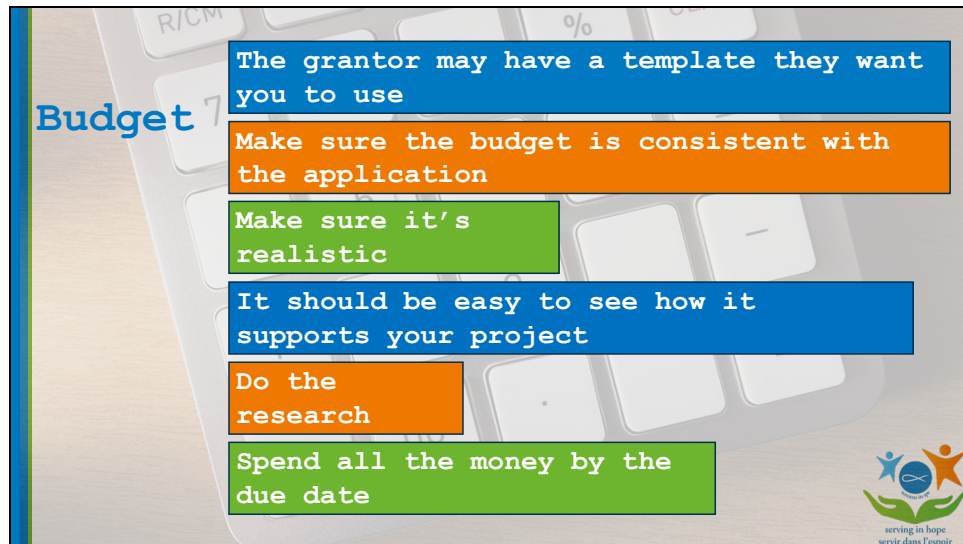 R/CM
%
Budget
7
The grantor may have a template they want
you to use
Make sure the budget is consistent with
the application
Make sure it's
realistic
It should be easy to see how it
supports your project
Do the
research
Spend all the money by the
due date
serving in hope
servir dans l'espoir